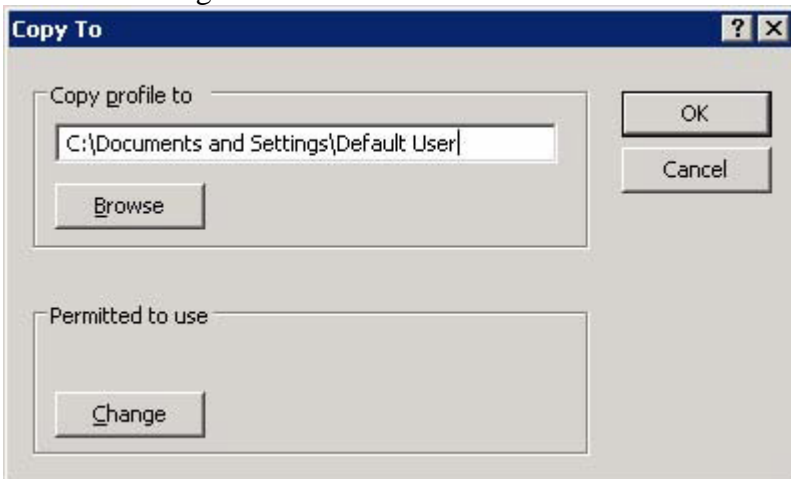 Copy To
Copy profile to
OK
C:\Documents and Settings\Default User
Cancel
Browse
Permitted to use
Change